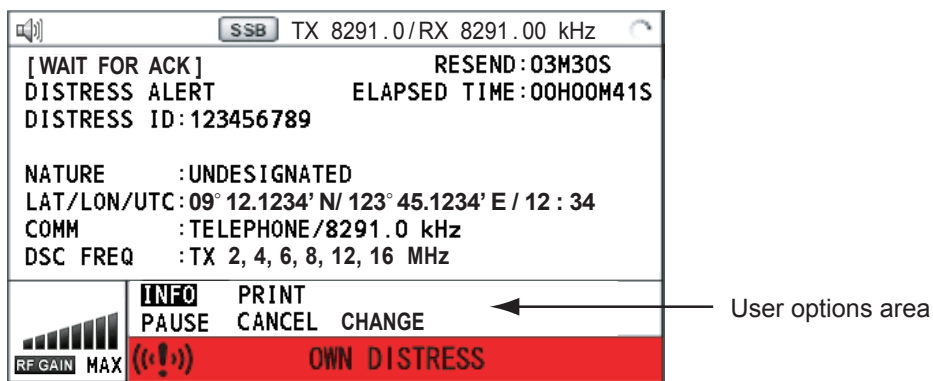 SSB TX 8291.0/RX 8291.00 kHz
[WAIT FOR ACK] RESEND:03M30S
DISTRESS ALERT ELAPSED TIME:00H00M41S
DISTRESS ID:123456789
NATURE :UNDESIGNATED
LAT/LON/UTC:09° 12.1234’ N/ 123° 45.1234’ E / 12 : 34
COMM :TELEPHONE/8291.0 kHz
DSC FREQ :TX 2, 4, 6, 8, 12, 16 MHz
INFO PRINT
PAUSE CANCEL CHANGE
User options area
RF GAIN MAX
OWN DISTRESS